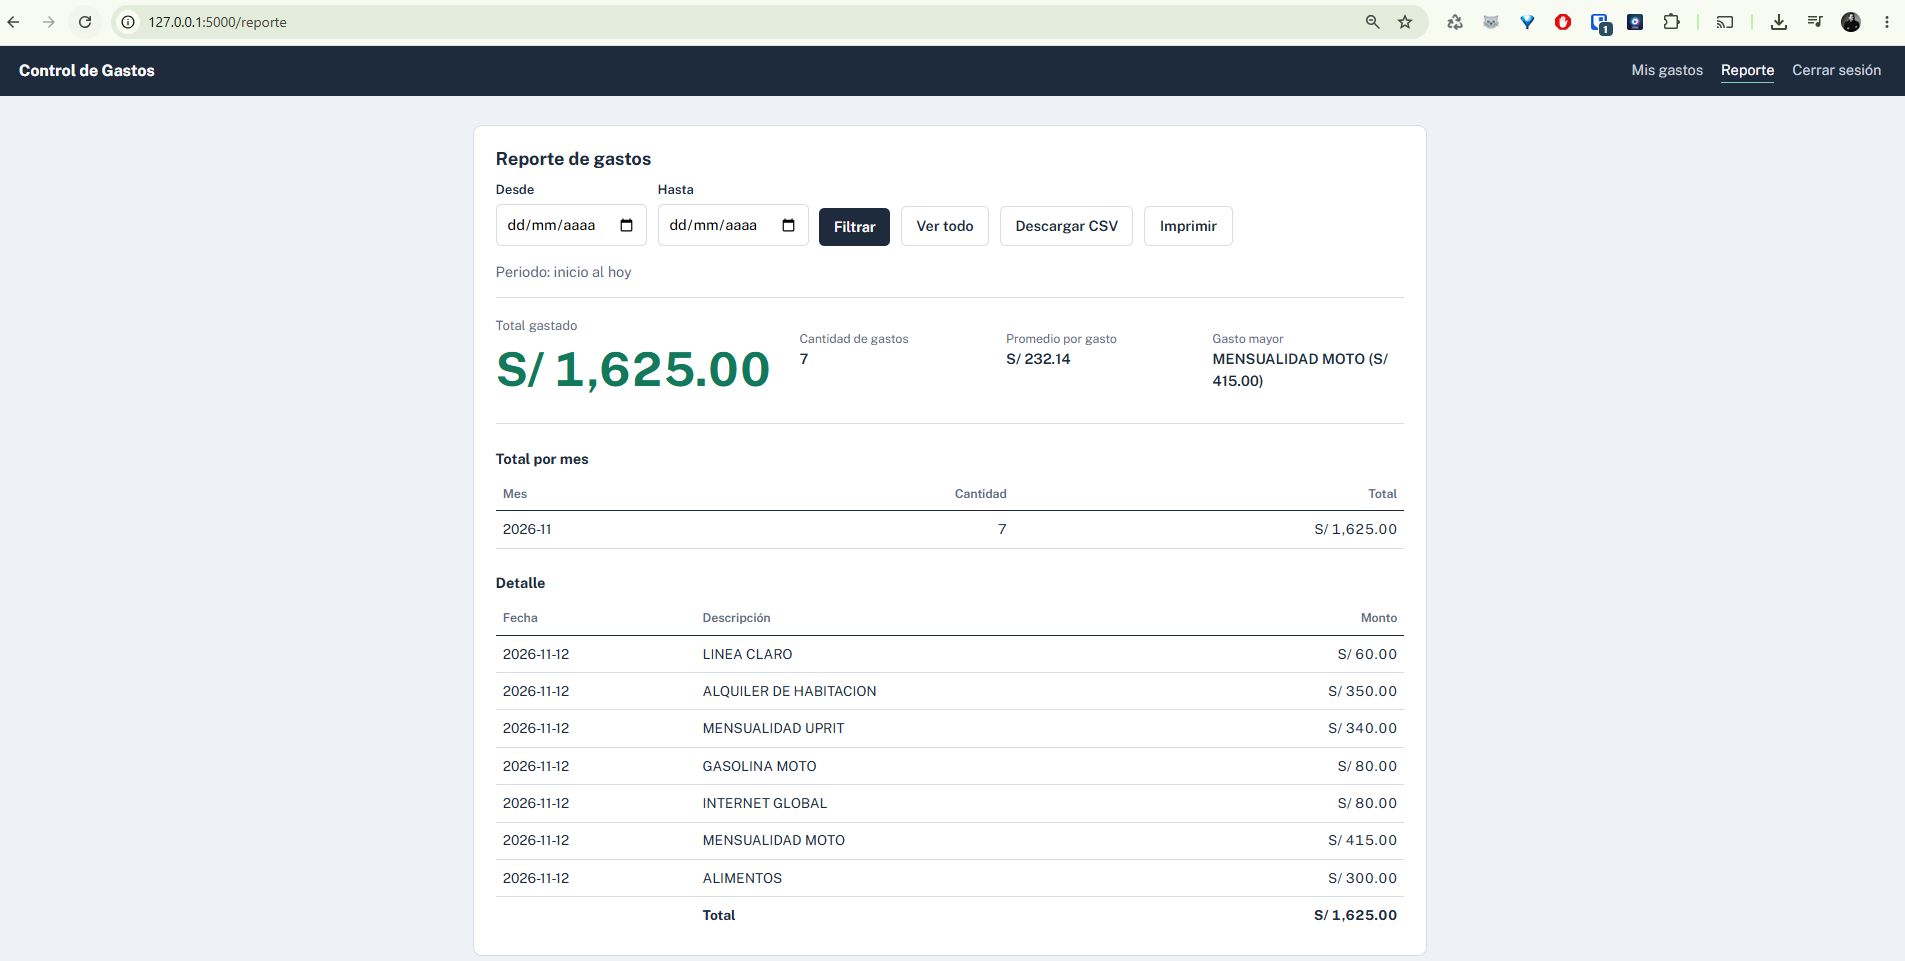 127.0.0.1:5000/reporte
1
Control de Gastos
Mis gastos
Reporte
Cerrar sesión
Reporte de gastos
Desde
Hasta
dd/mm/aaaa
dd/mm/aaaa
Filtrar
Ver todo
Descargar CSV
Imprimir
Periodo: inicio al hoy
Total gastado
S/ 1,625.00
Cantidad de gastos
7
Promedio por gasto
S/ 232.14
Gasto mayor
MENSUALIDAD MOTO (S/
415.00)
Total por mes
Mes Cantidad Total
2026-11 7 S/ 1,625.00
Detalle
Fecha Descripción Monto
2026-11-12 LINEA CLARO S/ 60.00
2026-11-12 ALQUILER DE HABITACION S/ 350.00
2026-11-12 MENSUALIDAD UPRIT S/ 340.00
2026-11-12 GASOLINA MOTO S/ 80.00
2026-11-12 INTERNET GLOBAL S/ 80.00
2026-11-12 MENSUALIDAD MOTO S/ 415.00
2026-11-12 ALIMENTOS S/ 300.00
Total S/ 1,625.00